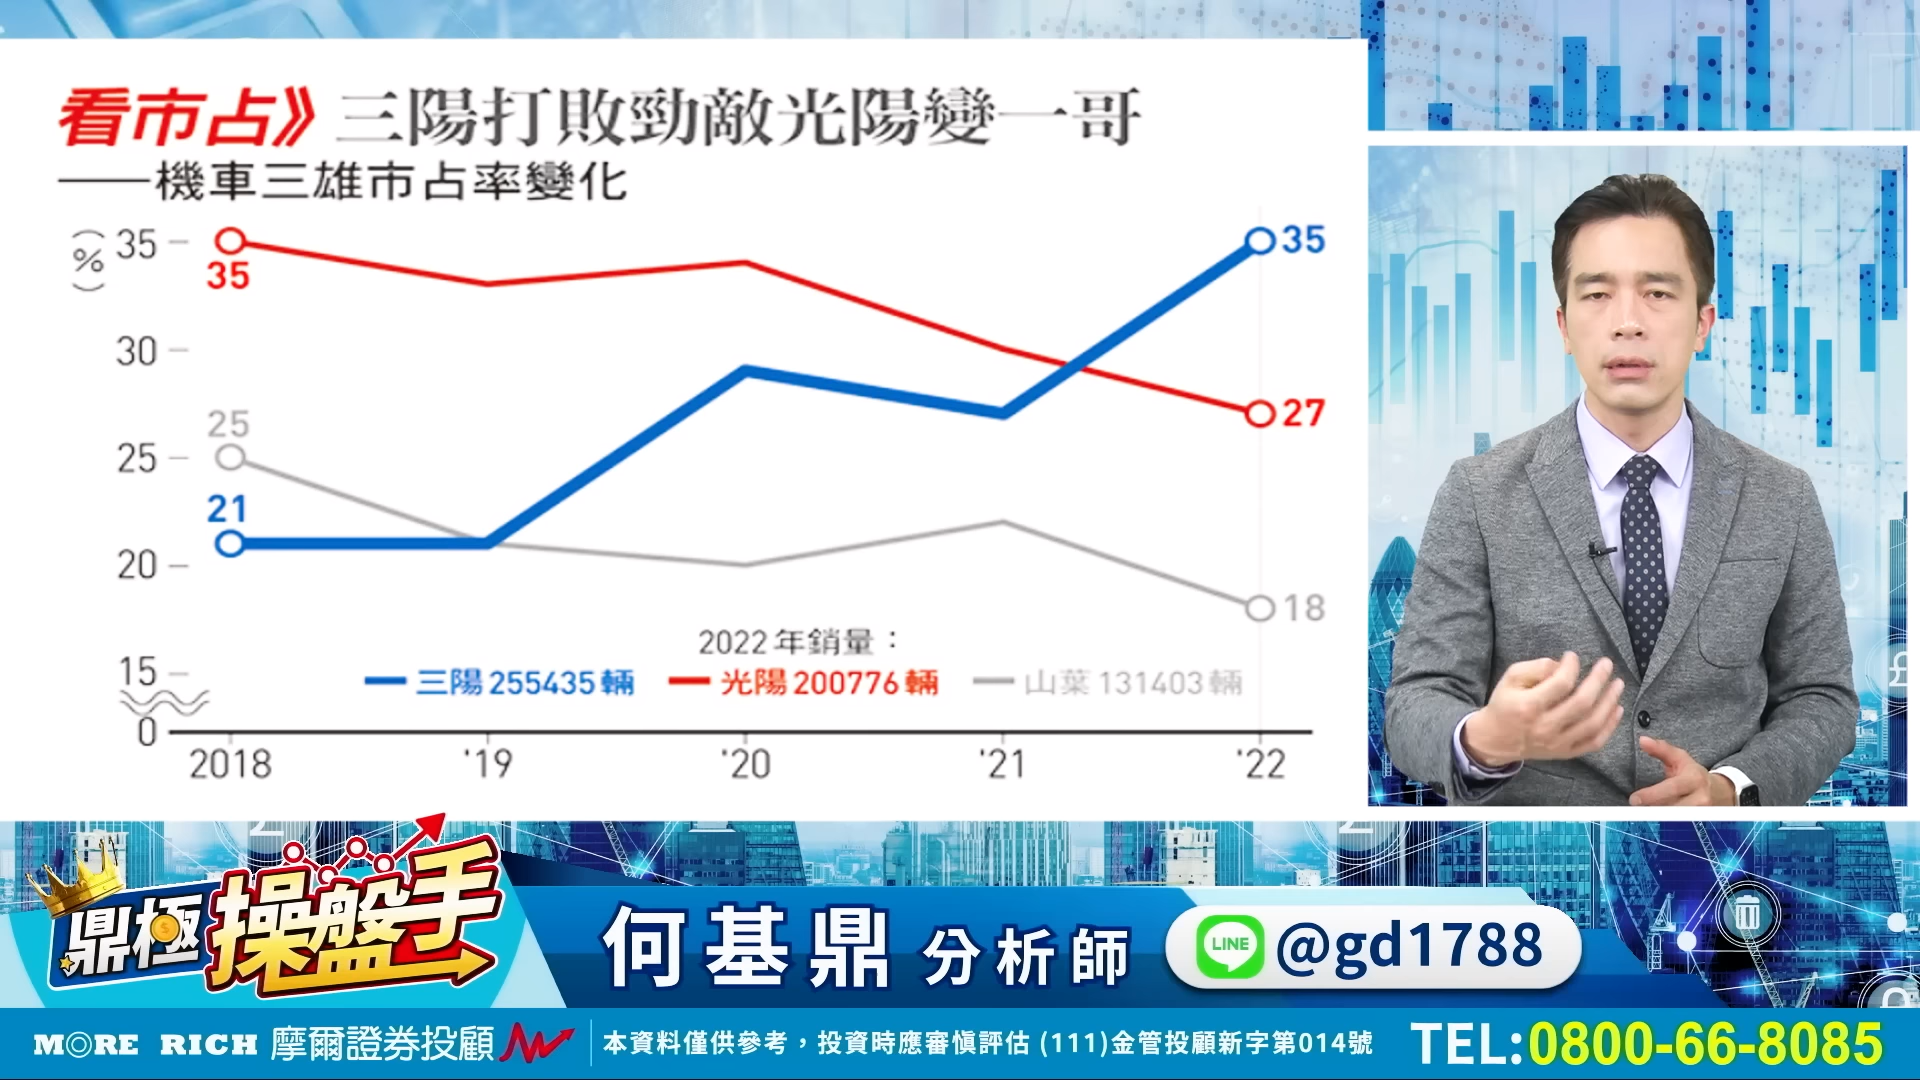 看市占》三陽打敗勁敵光陽變一哥
——機車三雄市占率變化
(%)
35
30
25
20
15
0
35
25
21
35
27
18
2022年銷量：
三陽255435輛 光陽200776輛 山葉131403輛
2018 '19 '20 '21 '22
鼎極操盤手
何基鼎 分析師
LINE @gd1788
MORE RICH 摩爾證券投顧
本資料僅供參考，投資時應審慎評估 (111)金管投顧新字第014號
TEL:0800-66-8085